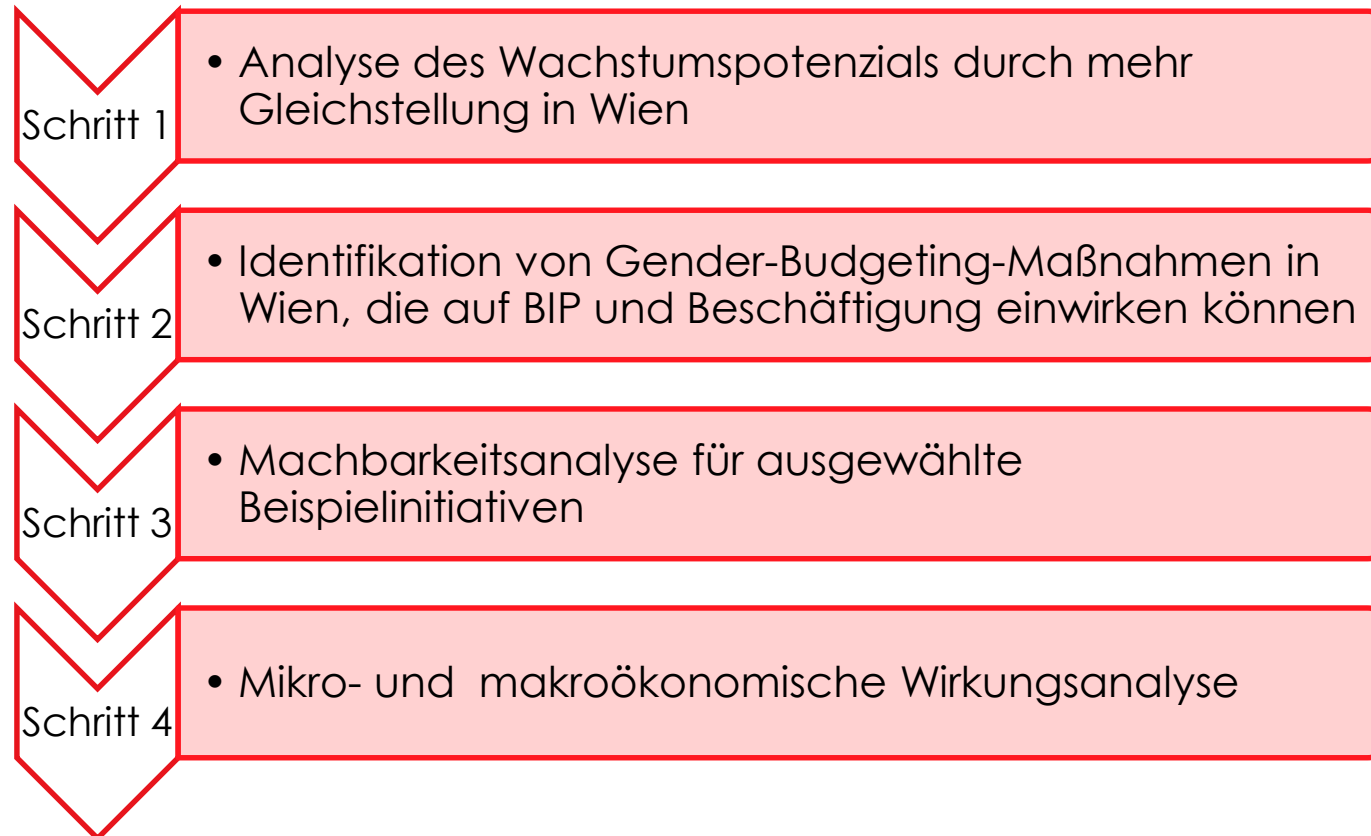 Schritt 1
• Analyse des Wachstumspotenzials durch mehr
Gleichstellung in Wien
Schritt 2
• Identifikation von Gender-Budgeting-Maßnahmen in
Wien, die auf BIP und Beschäftigung einwirken können
Schritt 3
• Machbarkeitsanalyse für ausgewählte
Beispielinitiativen
Schritt 4
• Mikro- und makroökonomische Wirkungsanalyse